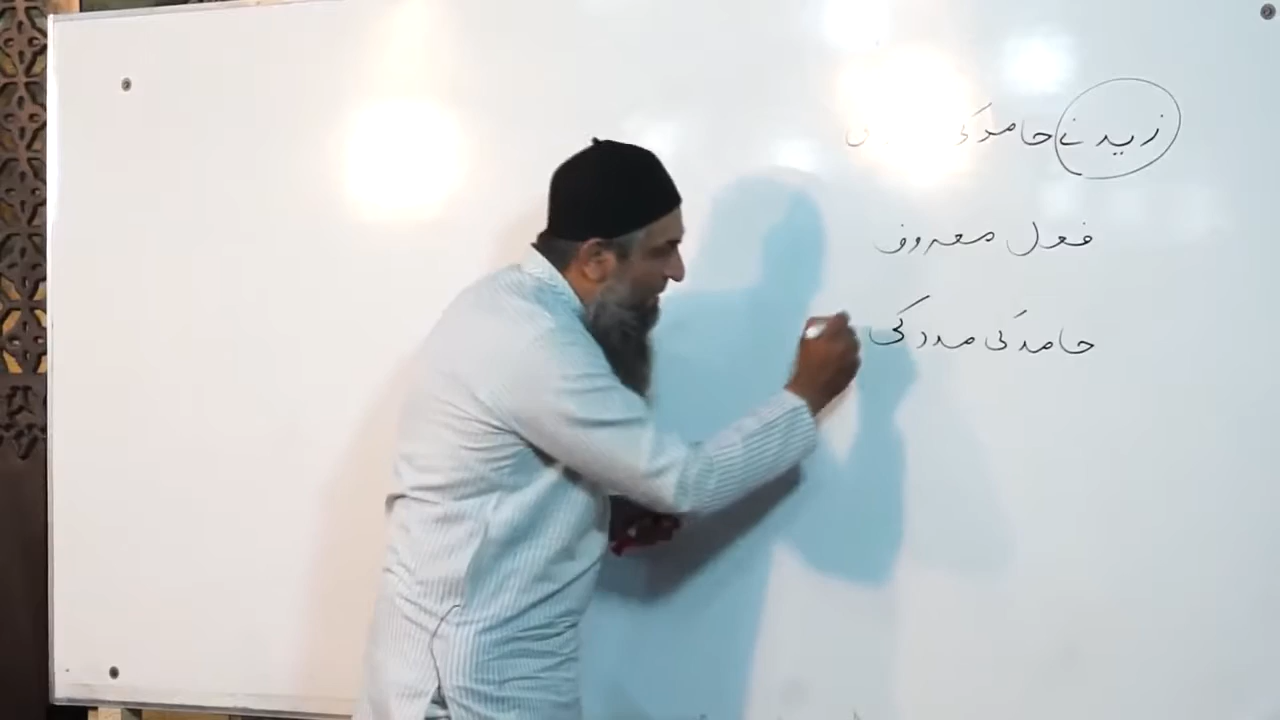 زید نے حامد کی
فعل معروف
حامد کی مدد کی